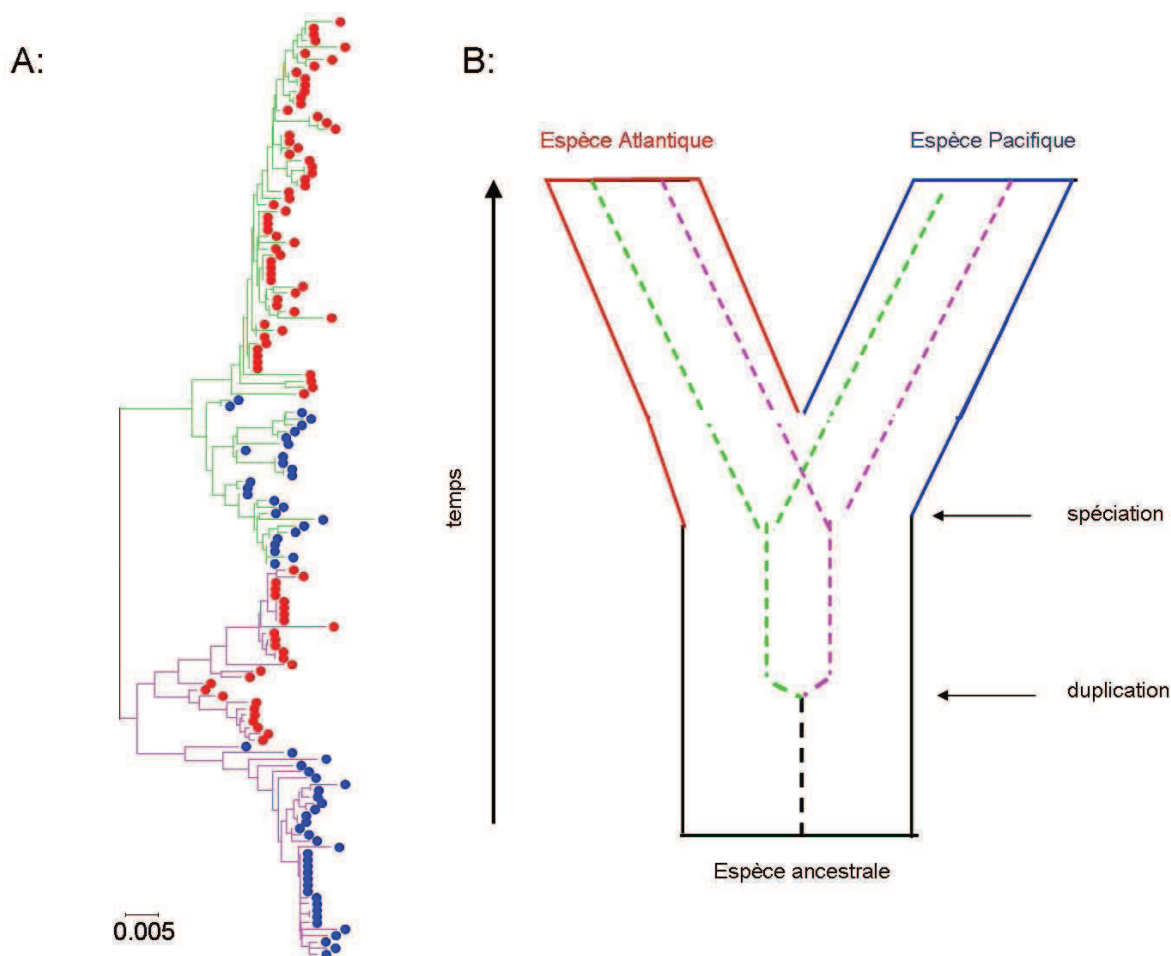 A:
B:
Espèce Atlantique
Espèce Pacifique
temps
spéciation
duplication
Espèce ancestrale
0.005